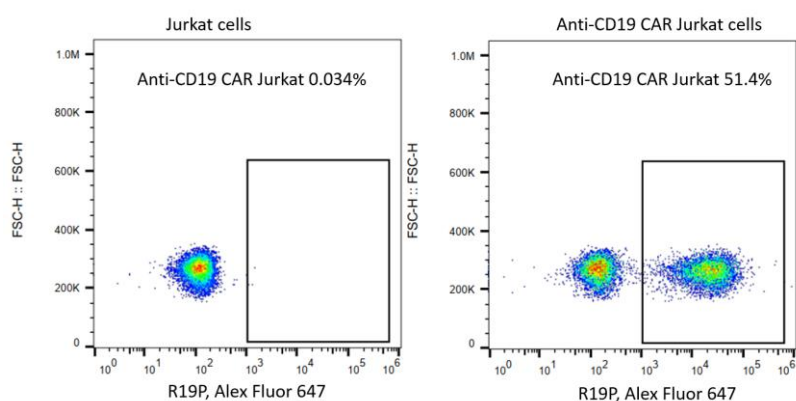 Jurkat cells
Anti-CD19 CAR Jurkat cells
1.0M
800K
600K
400K
200K
0
FSC-H :: FSC-H
Anti-CD19 CAR Jurkat 0.034%
10^0 10^1 10^2 10^3 10^4 10^5 10^6
R19P, Alex Fluor 647
1.0M
800K
600K
400K
200K
0
FSC-H :: FSC-H
Anti-CD19 CAR Jurkat 51.4%
10^0 10^1 10^2 10^3 10^4 10^5 10^6
R19P, Alex Fluor 647